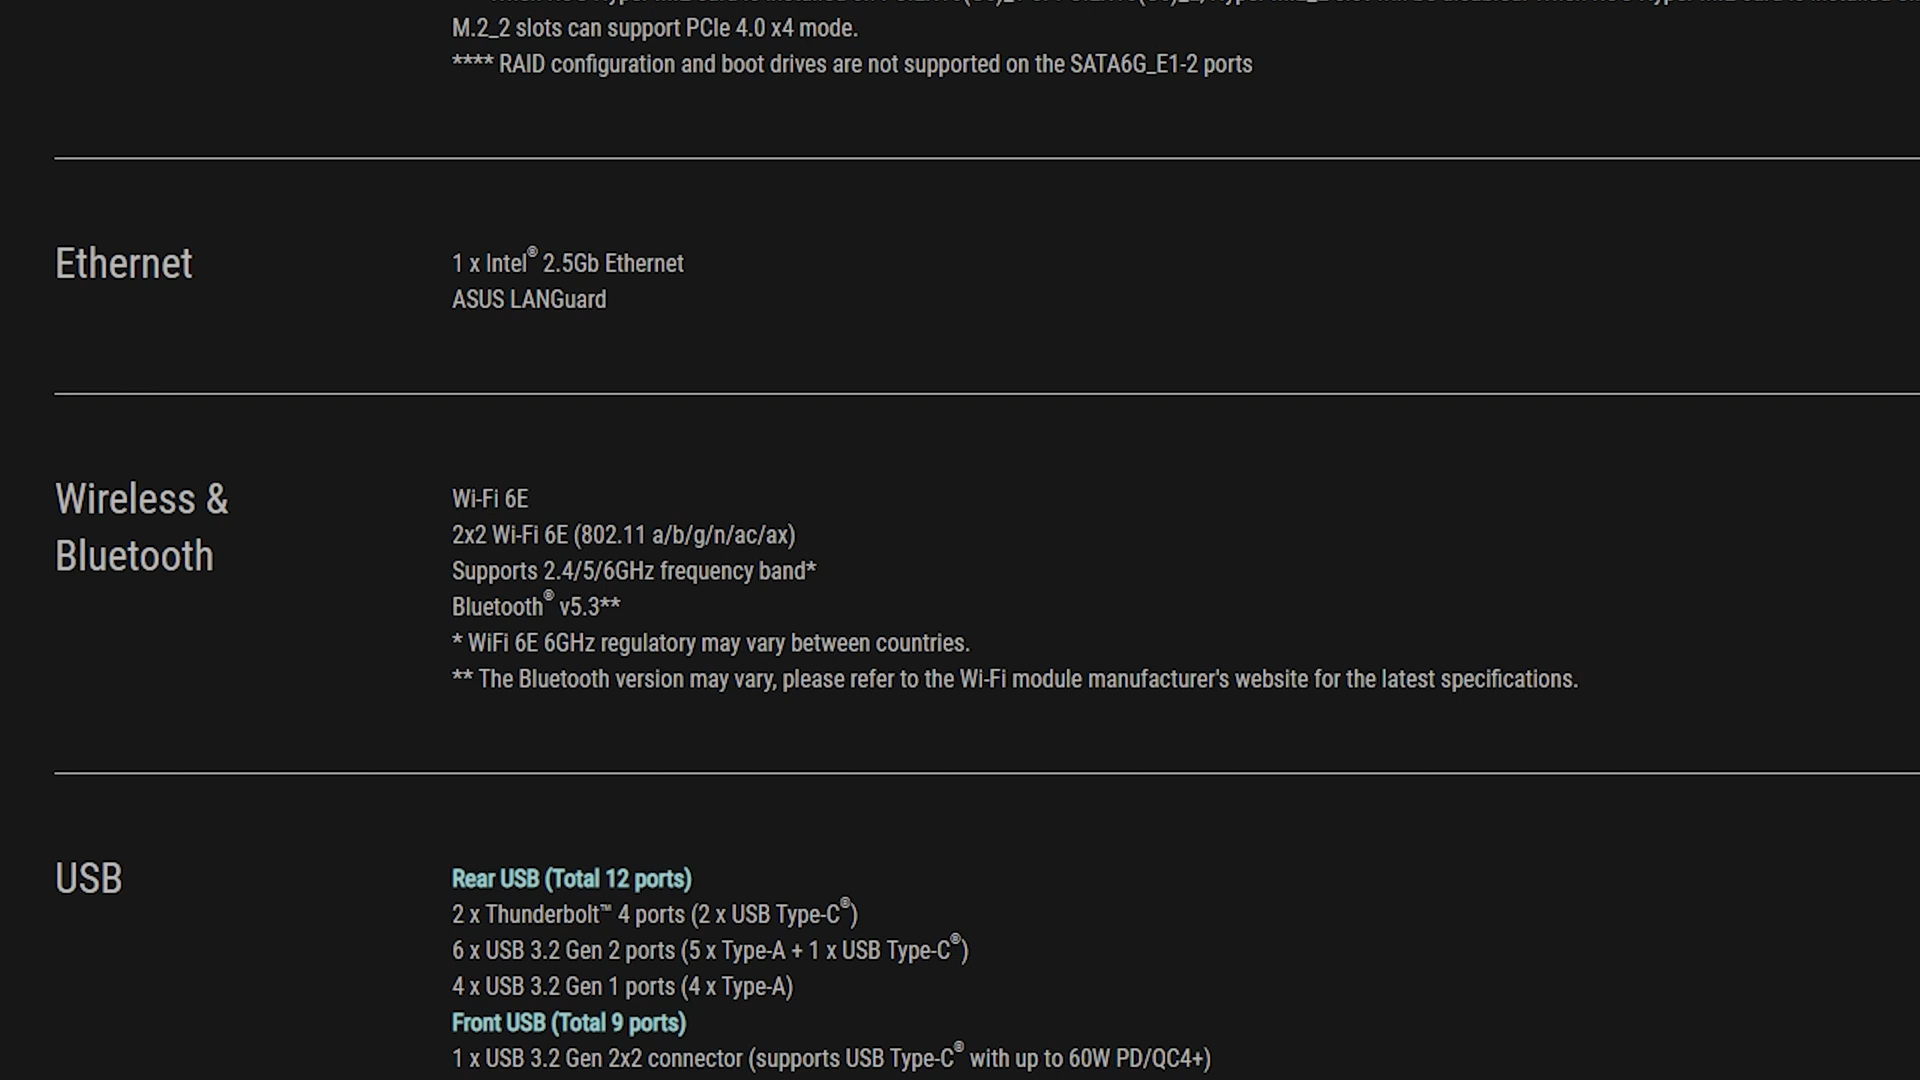 M.2_2 slots can support PCIe 4.0 x4 mode.
**** RAID configuration and boot drives are not supported on the SATA6G_E1-2 ports
Ethernet
1 x Intel® 2.5Gb Ethernet
ASUS LANGuard
Wireless &
Bluetooth
Wi-Fi 6E
2x2 Wi-Fi 6E (802.11 a/b/g/n/ac/ax)
Supports 2.4/5/6GHz frequency band*
Bluetooth® v5.3**
* WiFi 6E 6GHz regulatory may vary between countries.
** The Bluetooth version may vary, please refer to the Wi-Fi module manufacturer's website for the latest specifications.
USB
Rear USB (Total 12 ports)
2 x Thunderbolt™ 4 ports (2 x USB Type-C®)
6 x USB 3.2 Gen 2 ports (5 x Type-A + 1 x USB Type-C®)
4 x USB 3.2 Gen 1 ports (4 x Type-A)
Front USB (Total 9 ports)
1 x USB 3.2 Gen 2x2 connector (supports USB Type-C® with up to 60W PD/QC4+)